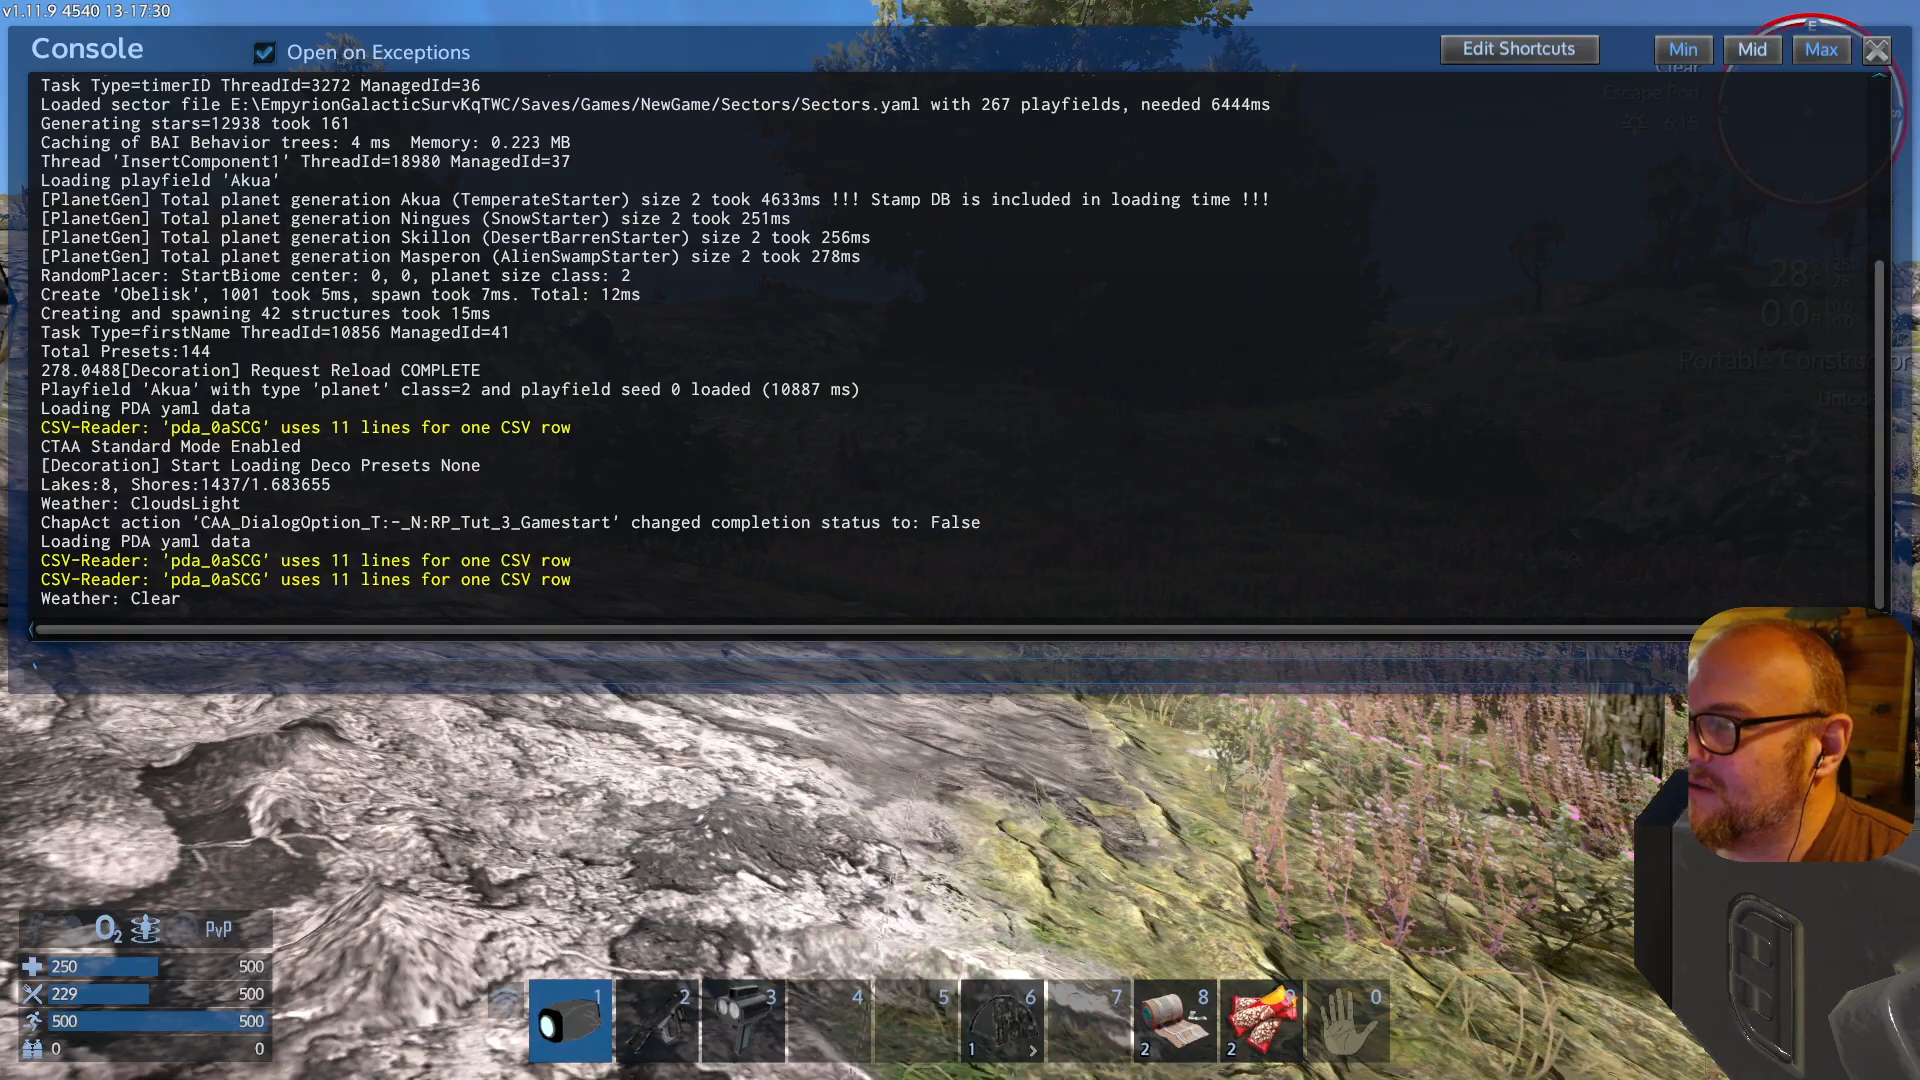 v1.11.9 4540 13-17:30
Console
Open on Exceptions
Edit Shortcuts
Min
Mid
Max
Task Type=timerID ThreadId=3272 ManagedId=36
Loaded sector file E:\EmpyrionGalacticSurvKqTWC/Saves/Games/NewGame/Sectors/Sectors.yaml with 267 playfields, needed 6444ms
Generating stars=12938 took 161
Caching of BAI Behavior trees: 4 ms  Memory: 0.223 MB
Thread 'InsertComponent1' ThreadId=18980 ManagedId=37
Loading playfield 'Akua'
[PlanetGen] Total planet generation Akua (TemperateStarter) size 2 took 4633ms !!! Stamp DB is included in loading time !!!
[PlanetGen] Total planet generation Ningues (SnowStarter) size 2 took 251ms
[PlanetGen] Total planet generation Skillon (DesertBarrenStarter) size 2 took 256ms
[PlanetGen] Total planet generation Masperon (AlienSwampStarter) size 2 took 278ms
RandomPlacer: StartBiome center: 0, 0, planet size class: 2
Create 'Obelisk', 1001 took 5ms, spawn took 7ms. Total: 12ms
Creating and spawning 42 structures took 15ms
Task Type=firstName ThreadId=10856 ManagedId=41
Total Presets:144
278.0488[Decoration] Request Reload COMPLETE
Playfield 'Akua' with type 'planet' class=2 and playfield seed 0 loaded (10887 ms)
Loading PDA yaml data
CSV-Reader: 'pda_0aSCG' uses 11 lines for one CSV row
CTAA Standard Mode Enabled
[Decoration] Start Loading Deco Presets None
Lakes:8, Shores:1437/1.683655
Weather: CloudsLight
ChapAct action 'CAA_DialogOption_T:-_N:RP_Tut_3_Gamestart' changed completion status to: False
Loading PDA yaml data
CSV-Reader: 'pda_0aSCG' uses 11 lines for one CSV row
CSV-Reader: 'pda_0aSCG' uses 11 lines for one CSV row
Weather: Clear
E
Clear
Escape Pod
6:15
28
0.0
Portable Constructor
O2 PvP
250 500
229 500
500 500
0 0
1 2 3 4 5 6 7 8 9 0
1 2 2